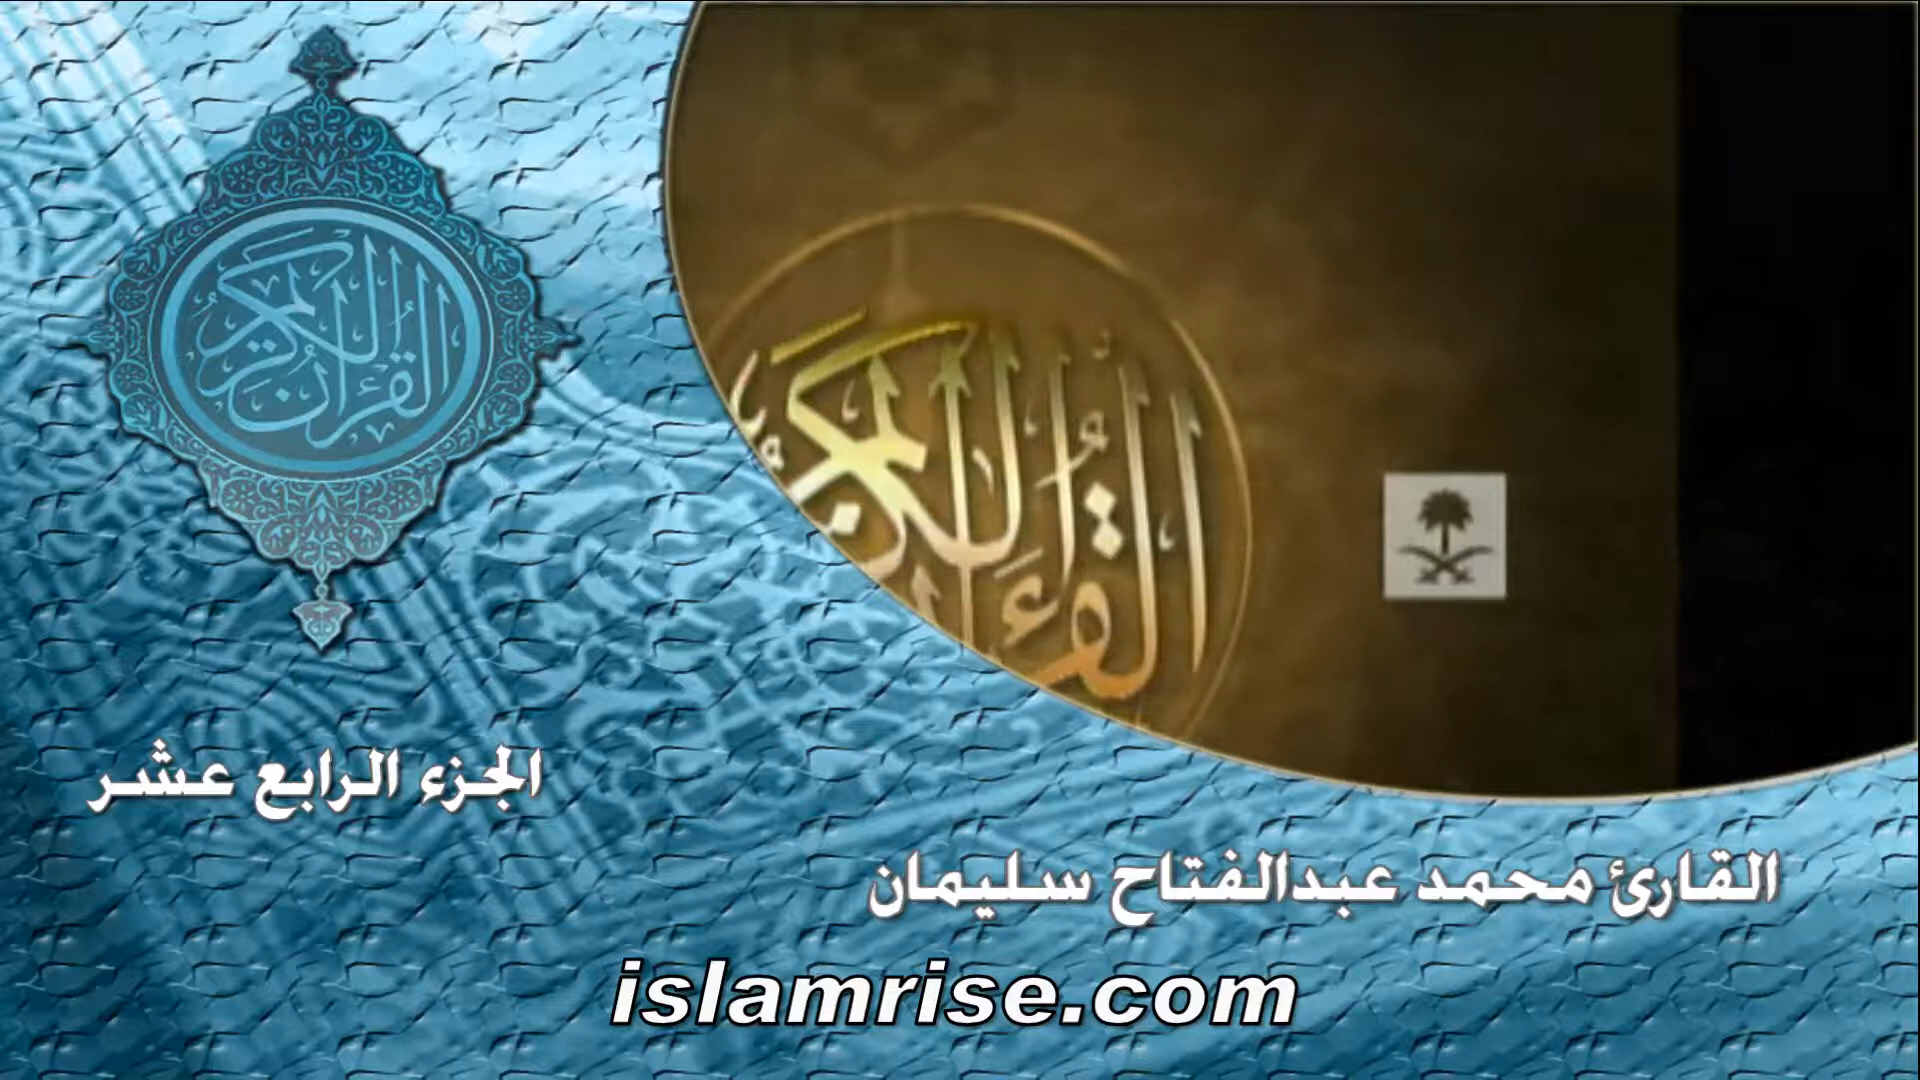 القرآن الكريم
القرآن الكريم
الجزء الرابع عشر
القارئ محمد عبدالفتاح سليمان
islamrise.com